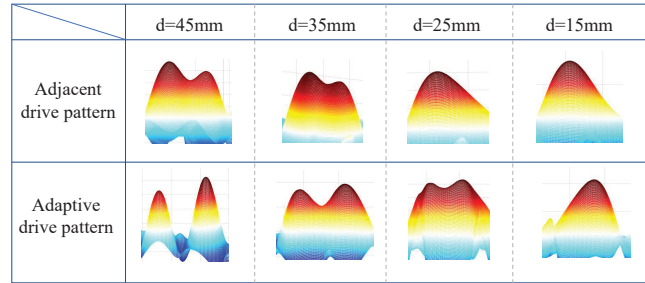 d=45mm d=35mm d=25mm d=15mm
Adjacent
drive pattern
Adaptive
drive pattern